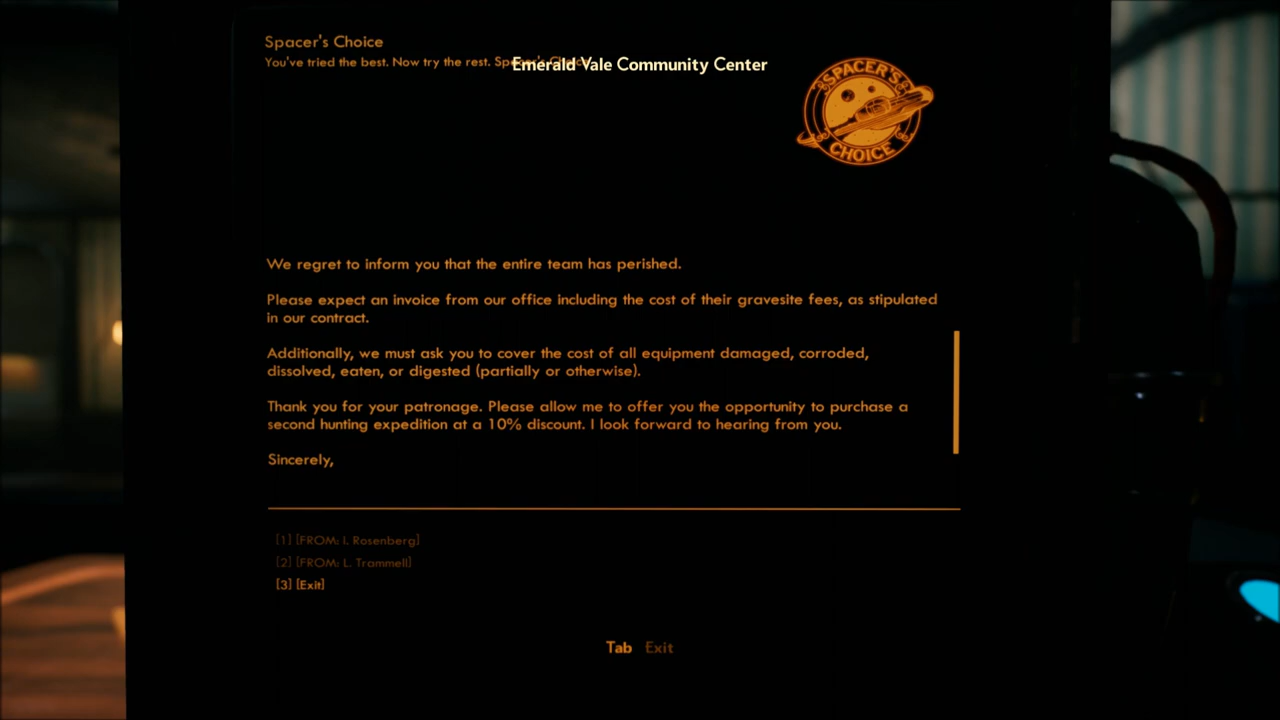 Spacer's Choice
You've tried the best. Now try the rest. Spacer's Choice.
Emerald Vale Community Center
SPACER'S
CHOICE
We regret to inform you that the entire team has perished.
Please expect an invoice from our office including the cost of their gravesite fees, as stipulated
in our contract.
Additionally, we must ask you to cover the cost of all equipment damaged, corroded,
dissolved, eaten, or digested (partially or otherwise).
Thank you for your patronage. Please allow me to offer you the opportunity to purchase a
second hunting expedition at a 10% discount. I look forward to hearing from you.
Sincerely,
[1] [FROM: I. Rosenberg]
[2] [FROM: L. Trammell]
[3] [Exit]
Tab Exit